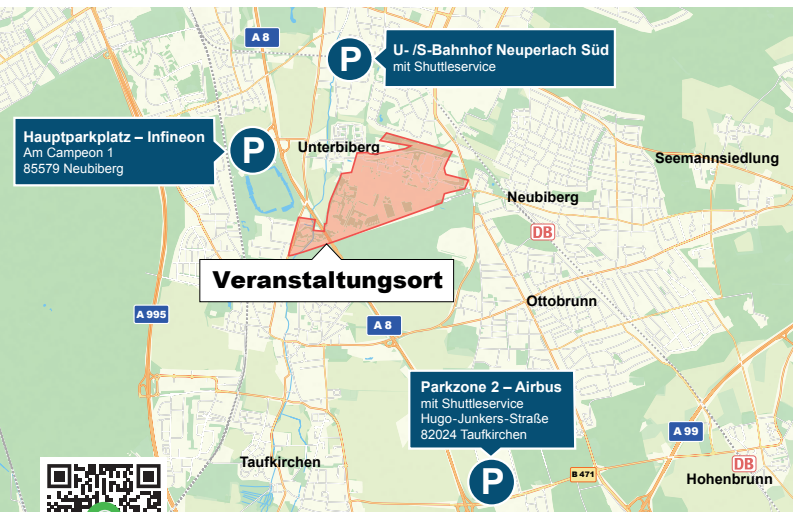 A 8
P
U- /S-Bahnhof Neuperlach Süd
mit Shuttleservice
Hauptparkplatz – Infineon
Am Campeon 1
85579 Neubiberg
P
Unterbiberg
Seemannsiedlung
Neubiberg
DB
Veranstaltungsort
Ottobrunn
A 995
A 8
Parkzone 2 – Airbus
mit Shuttleservice
Hugo-Junkers-Straße
82024 Taufkirchen
A 99
Taufkirchen
P
B 471
DB
Hohenbrunn